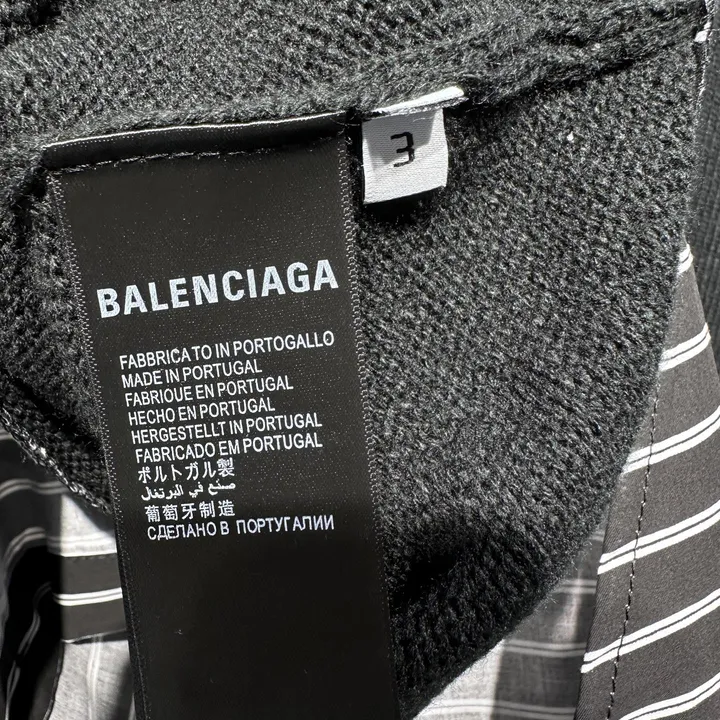 3
BALENCIAGA
FABBRICATO IN PORTOGALLO
MADE IN PORTUGAL
FABRIQUE EN PORTUGAL
HECHO EN PORTUGAL
HERGESTELLT IN PORTUGAL
FABRICADO EM PORTUGAL
ポルトガル製
صنع في البرتغال
葡萄牙制造
СДЕЛАНО В ПОРТУГАЛИИ